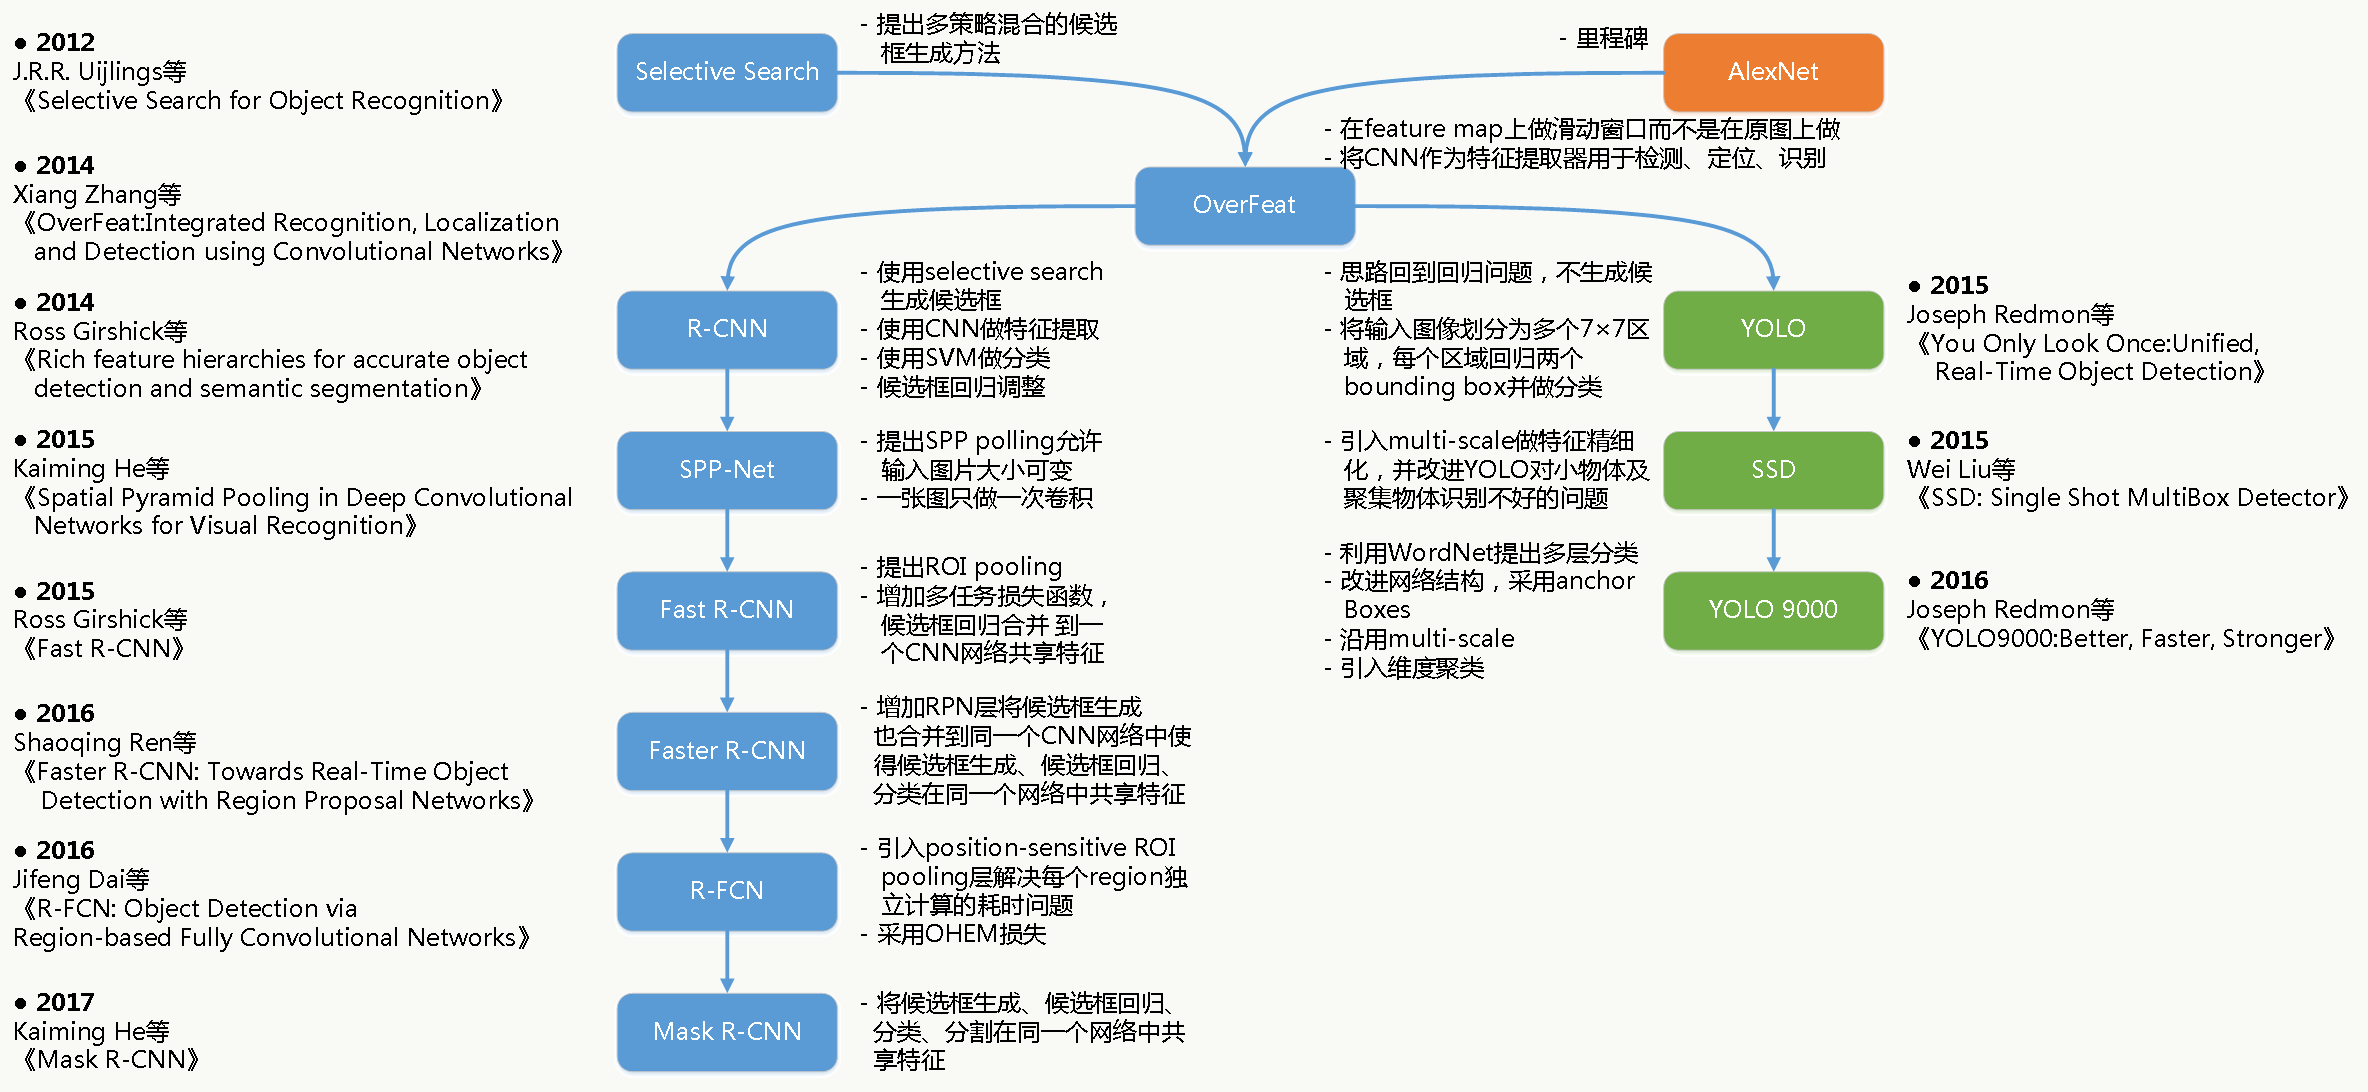 ● 2012
J.R.R. Uijlings等
《Selective Search for Object Recognition》
● 2014
Xiang Zhang等
《OverFeat:Integrated Recognition, Localization
and Detection using Convolutional Networks》
● 2014
Ross Girshick等
《Rich feature hierarchies for accurate object
detection and semantic segmentation》
● 2015
Kaiming He等
《Spatial Pyramid Pooling in Deep Convolutional
Networks for Visual Recognition》
● 2015
Ross Girshick等
《Fast R-CNN》
● 2016
Shaoqing Ren等
《Faster R-CNN: Towards Real-Time Object
Detection with Region Proposal Networks》
● 2016
Jifeng Dai等
《R-FCN: Object Detection via
Region-based Fully Convolutional Networks》
● 2017
Kaiming He等
《Mask R-CNN》
Selective Search
- 提出多策略混合的候选
框生成方法
- 里程碑
AlexNet
- 在feature map上做滑动窗口而不是在原图上做
- 将CNN作为特征提取器用于检测、定位、识别
OverFeat
R-CNN
- 使用selective search
生成候选框
- 使用CNN做特征提取
- 使用SVM做分类
- 候选框回归调整
SPP-Net
- 提出SPP polling允许
输入图片大小可变
- 一张图只做一次卷积
Fast R-CNN
- 提出ROI pooling
- 增加多任务损失函数，
候选框回归合并 到一
个CNN网络共享特征
Faster R-CNN
- 增加RPN层将候选框生成
也合并到同一个CNN网络中使
得候选框生成、候选框回归、
分类在同一个网络中共享特征
R-FCN
- 引入position-sensitive ROI
pooling层解决每个region独
立计算的耗时问题
- 采用OHEM损失
Mask R-CNN
- 将候选框生成、候选框回归、
分类、分割在同一个网络中共
享特征
- 思路回到回归问题，不生成候
选框
- 将输入图像划分为多个7×7区
域，每个区域回归两个
bounding box并做分类
YOLO
● 2015
Joseph Redmon等
《You Only Look Once:Unified,
Real-Time Object Detection》
- 引入multi-scale做特征精细
化，并改进YOLO对小物体及
聚集物体识别不好的问题
SSD
● 2015
Wei Liu等
《SSD: Single Shot MultiBox Detector》
- 利用WordNet提出多层分类
- 改进网络结构，采用anchor
Boxes
- 沿用multi-scale
- 引入维度聚类
YOLO 9000
● 2016
Joseph Redmon等
《YOLO9000:Better, Faster, Stronger》